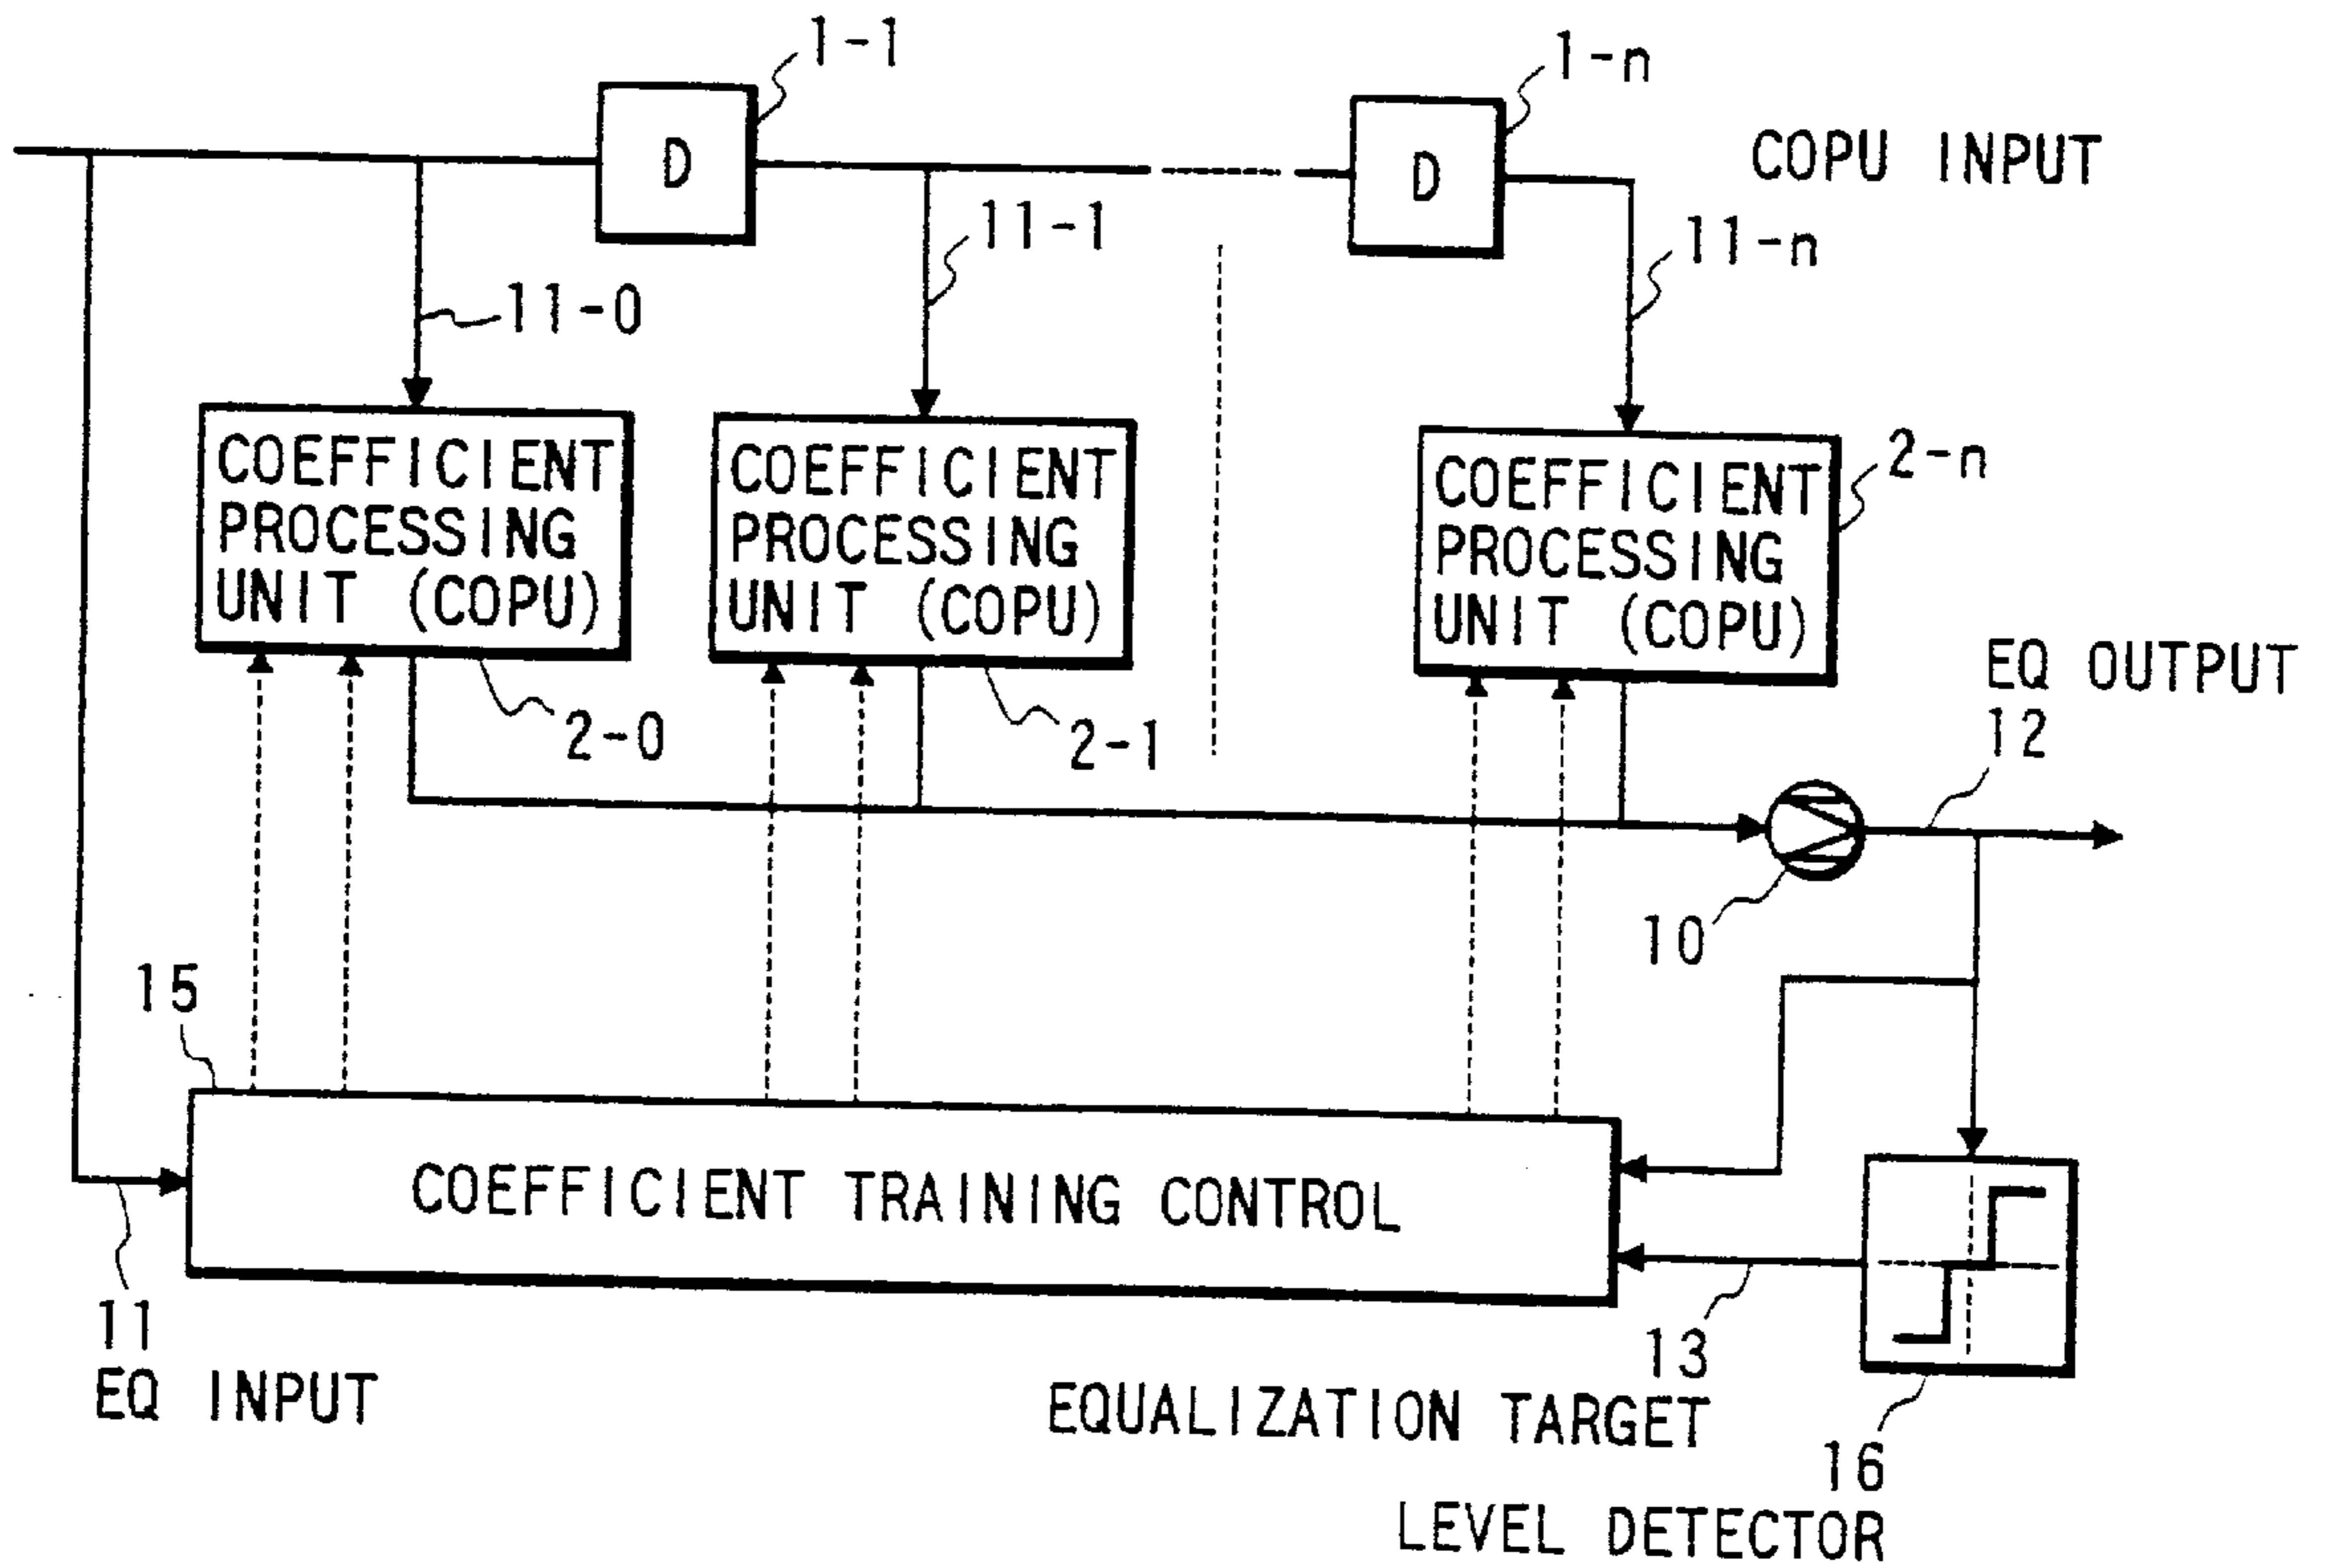 1-1
1-n
D
D
COPU INPUT
11-0
11-1
11-n
COEFFICIENT
PROCESSING
UNIT (COPU)
COEFFICIENT
PROCESSING
UNIT (COPU)
COEFFICIENT
PROCESSING
UNIT (COPU)
2-n
2-0
2-1
EQ OUTPUT
12
10
15
COEFFICIENT TRAINING CONTROL
11
EQ INPUT
13
EQUALIZATION TARGET
16
LEVEL DETECTOR